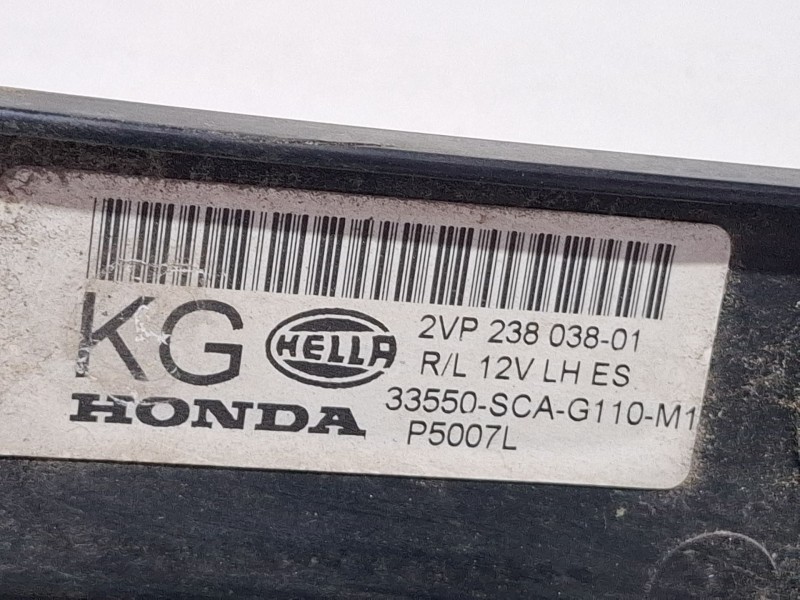 KG HELLA 2VP 238 038-01
R/L 12V LH ES
HONDA 33550-SCA-G110-M1
P5007L